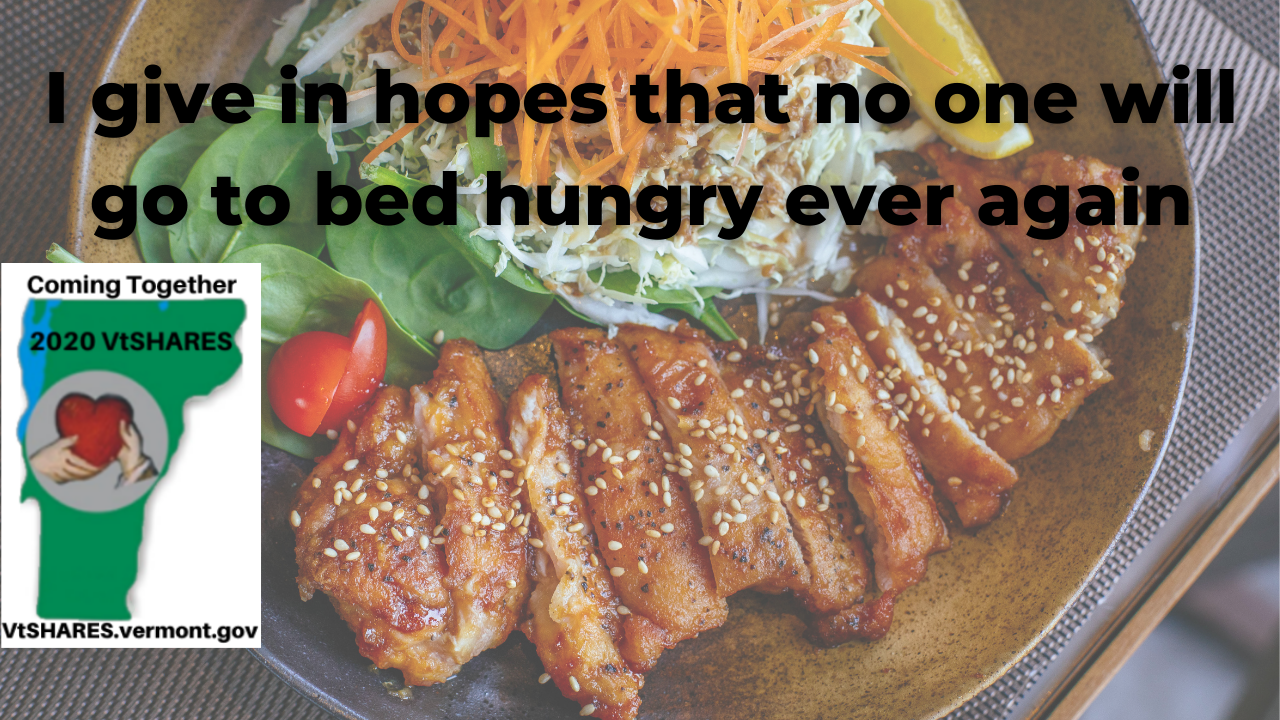 I give in hopes that no one will
go to bed hungry ever again
Coming Together
2020 VtSHARES
VtSHARES.vermont.gov